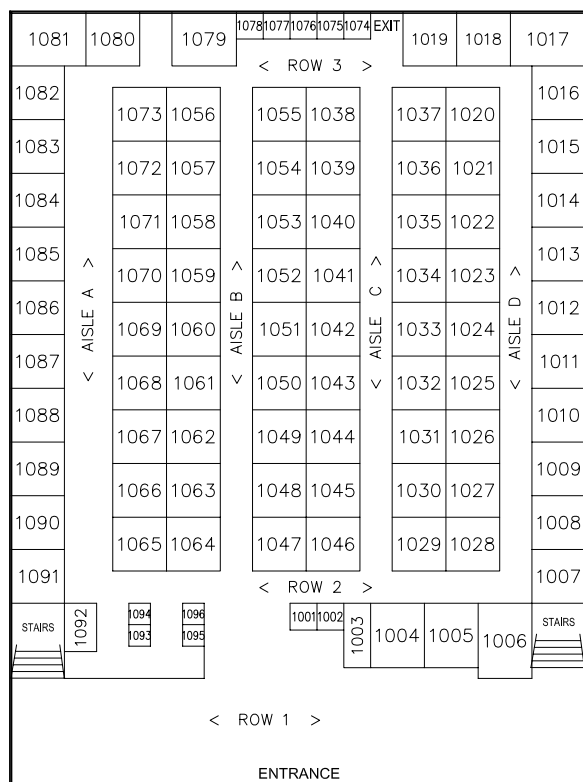 1081 1080 1079 1078 1077 1076 1075 1074 EXIT 1019 1018 1017
< ROW 3 >
1082 1016
1073 1056 1055 1038 1037 1020
1083 1015
1072 1057 1054 1039 1036 1021
1084 1014
1071 1058 1053 1040 1035 1022
1085 1013
1070 1059 1052 1041 1034 1023
1086 1012
1069 1060 1051 1042 1033 1024
< AISLE A >
< AISLE B >
< AISLE C >
< AISLE D >
1087 1011
1068 1061 1050 1043 1032 1025
1088 1010
1067 1062 1049 1044 1031 1026
1089 1009
1066 1063 1048 1045 1030 1027
1090 1008
1065 1064 1047 1046 1029 1028
1091 1007
< ROW 2 >
STAIRS 1092 1094 1096 1001 1002 1003 1004 1005 1006 STAIRS
1093 1095
< ROW 1 >
ENTRANCE